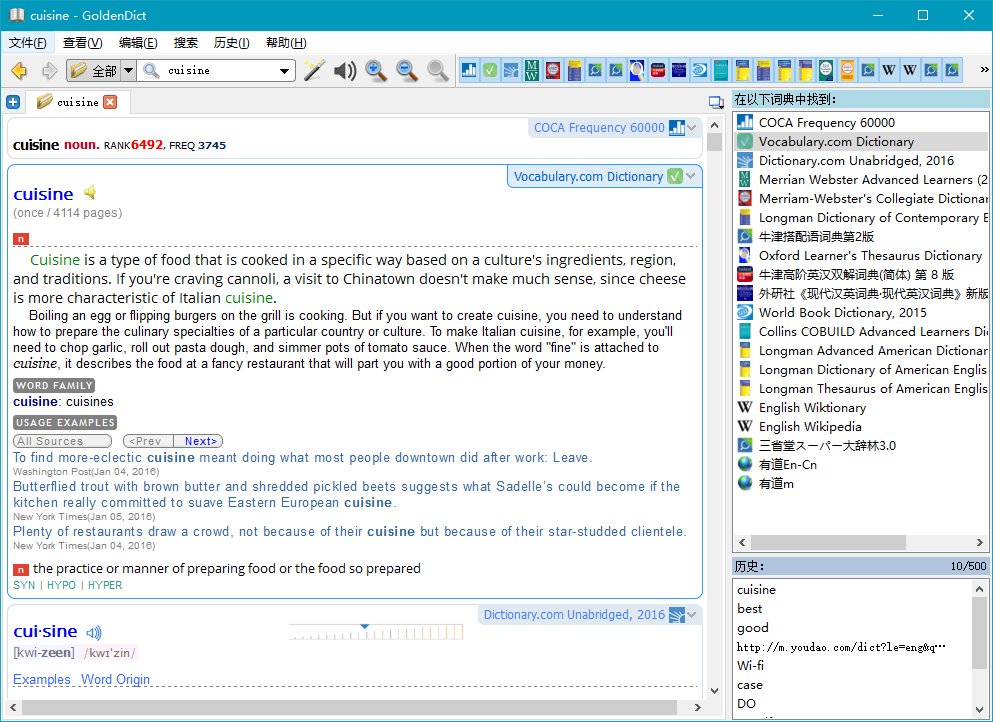 cuisine - GoldenDict
文件(F) 查看(V) 编辑(E) 搜索 历史(I) 帮助(H)
全部 cuisine
cuisine
COCA Frequency 60000
cuisine noun. RANK6492, FREQ 3745
Vocabulary.com Dictionary
cuisine
(once / 4114 pages)
n
Cuisine is a type of food that is cooked in a specific way based on a culture's ingredients, region,
and traditions. If you're craving cannoli, a visit to Chinatown doesn't make much sense, since cheese
is more characteristic of Italian cuisine.
Boiling an egg or flipping burgers on the grill is cooking. But if you want to create cuisine, you need to understand
how to prepare the culinary specialties of a particular country or culture. To make Italian cuisine, for example, you'll
need to chop garlic, roll out pasta dough, and simmer pots of tomato sauce. When the word "fine" is attached to
cuisine, it describes the food at a fancy restaurant that will part you with a good portion of your money.
WORD FAMILY
cuisine: cuisines
USAGE EXAMPLES
All Sources <Prev Next>
To find more-eclectic cuisine meant doing what most people downtown did after work: Leave.
Washington Post(Jan 04, 2016)
Butterflied trout with brown butter and shredded pickled beets suggests what Sadelle's could become if the
kitchen really committed to suave Eastern European cuisine.
New York Times(Jan 05, 2016)
Plenty of restaurants draw a crowd, not because of their cuisine but because of their star-studded clientele.
New York Times(Jan 04, 2016)
n the practice or manner of preparing food or the food so prepared
SYN | HYPO | HYPER
Dictionary.com Unabridged, 2016
cui·sine
[kwi-zeen] /kwɪˈzin/
Examples Word Origin
在以下词典中找到:
COCA Frequency 60000
Vocabulary.com Dictionary
Dictionary.com Unabridged, 2016
Merrian Webster Advanced Learners (2
Merriam-Webster's Collegiate Dictionar
Longman Dictionary of Contemporary E
牛津搭配语词典第2版
Oxford Learner's Thesaurus Dictionary
牛津高阶英汉双解词典(简体) 第 8 版
外研社《现代汉英词典·现代英汉词典》新版
World Book Dictionary, 2015
Collins COBUILD Advanced Learners Di
Longman Advanced American Dictionar
Longman Dictionary of American Englis
Longman Thesaurus of American Englis
English Wiktionary
English Wikipedia
三省堂スーパー大辞林3.0
有道En-Cn
有道m
历史: 10/500
cuisine
best
good
http://m.youdao.com/dict?le=eng&q…
Wi-fi
case
DO